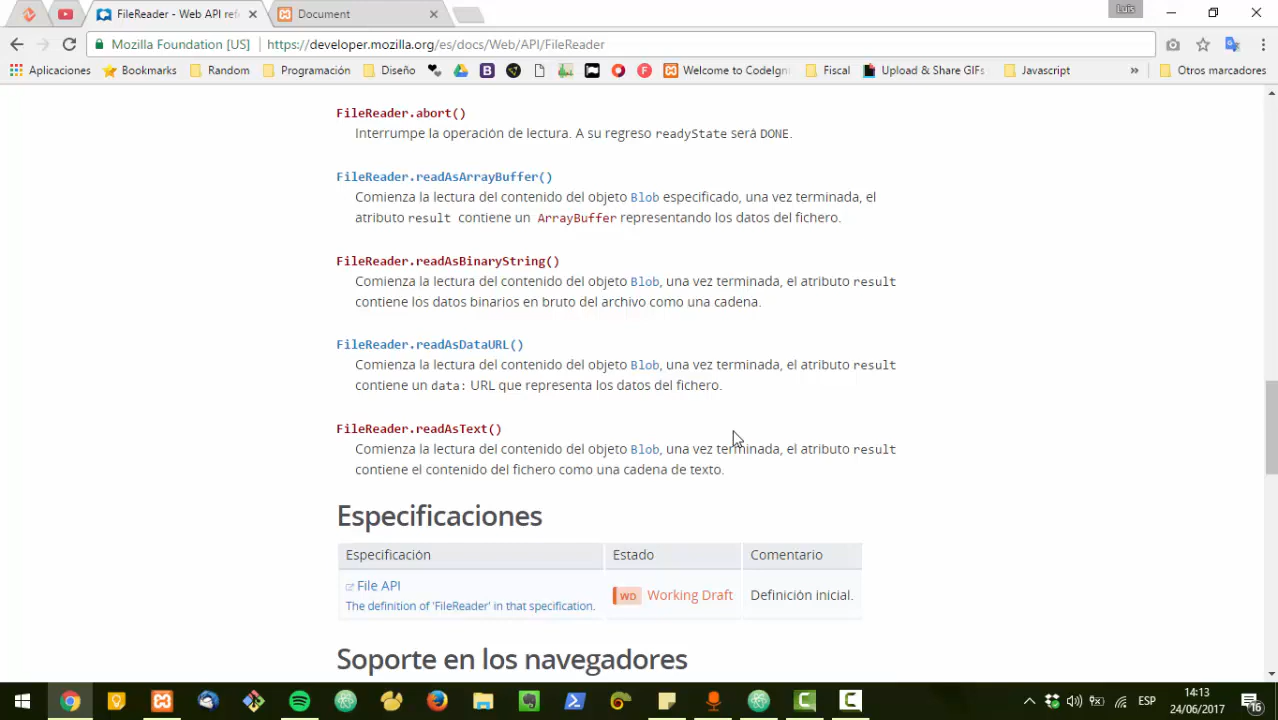 Luis
FileReader - Web API refe
Document
Mozilla Foundation [US]
https://developer.mozilla.org/es/docs/Web/API/FileReader
Aplicaciones
Bookmarks
Random
Programación
Diseño
Welcome to CodeIgni
Fiscal
Upload & Share GIFs
Javascript
»
Otros marcadores
FileReader.abort()
Interrumpe la operación de lectura. A su regreso readyState será DONE.
FileReader.readAsArrayBuffer()
Comienza la lectura del contenido del objeto Blob especificado, una vez terminada, el
atributo result contiene un ArrayBuffer representando los datos del fichero.
FileReader.readAsBinaryString()
Comienza la lectura del contenido del objeto Blob, una vez terminada, el atributo result
contiene los datos binarios en bruto del archivo como una cadena.
FileReader.readAsDataURL()
Comienza la lectura del contenido del objeto Blob, una vez terminada, el atributo result
contiene un data: URL que representa los datos del fichero.
FileReader.readAsText()
Comienza la lectura del contenido del objeto Blob, una vez terminada, el atributo result
contiene el contenido del fichero como una cadena de texto.
Especificaciones
Especificación
Estado
Comentario
File API
The definition of 'FileReader' in that specification.
WD Working Draft
Definición inicial.
Soporte en los navegadores
ESP
14:13
24/06/2017
16